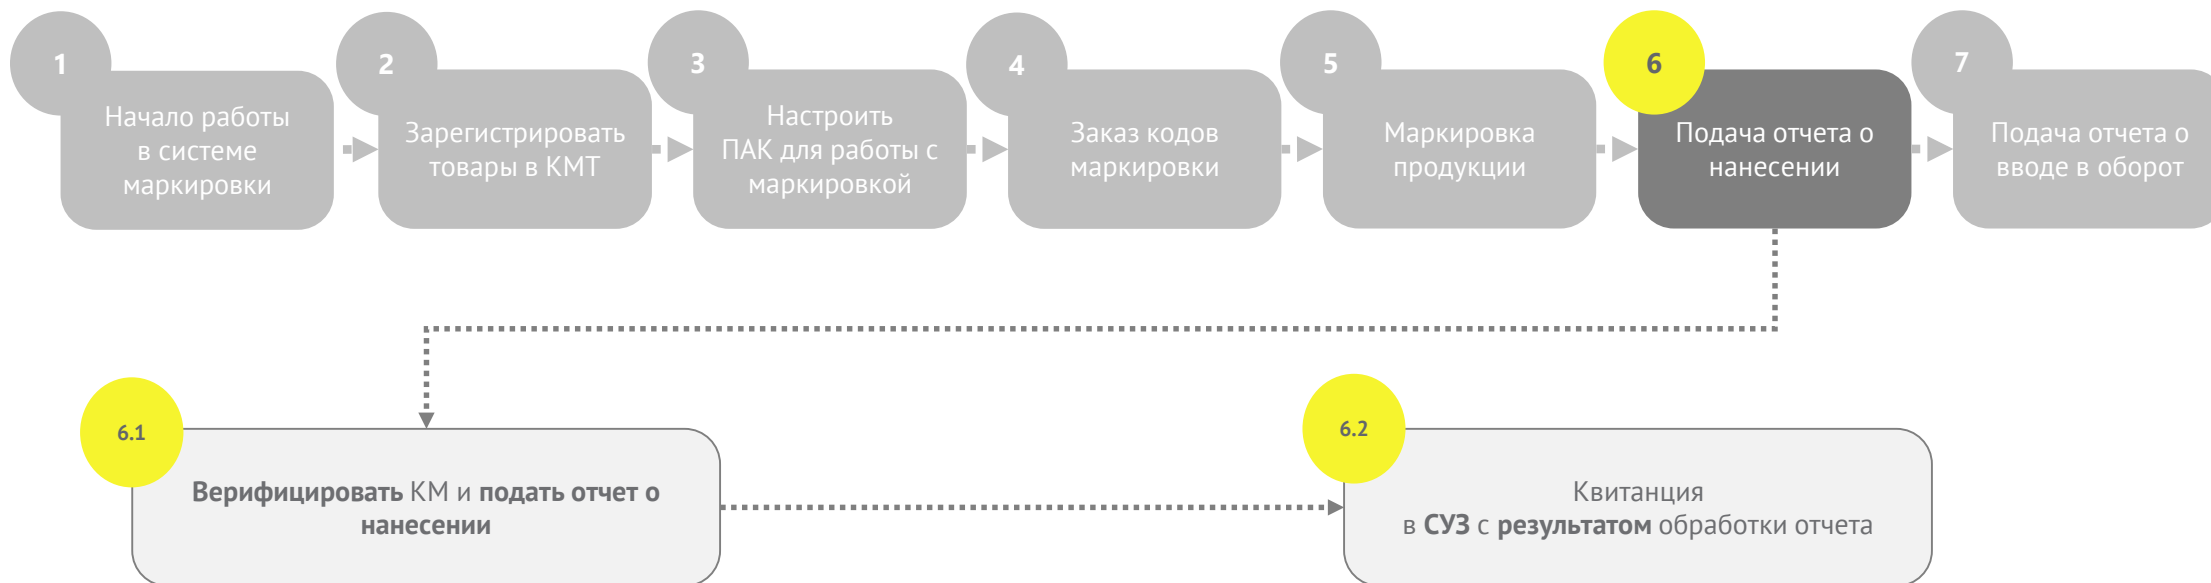 1
Начало работы
в системе
маркировки
2
Зарегистрировать
товары в КМТ
3
Настроить
ПАК для работы с
маркировкой
4
Заказ кодов
маркировки
5
Маркировка
продукции
6
Подача отчета о
нанесении
7
Подача отчета о
вводе в оборот
6.1
Верифицировать КМ и подать отчет о
нанесении
6.2
Квитанция
в СУЗ с результатом обработки отчета